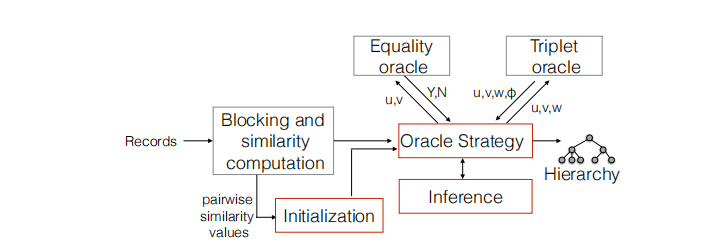 Equality
oracle
Triplet
oracle
u,v
Y,N
u,v,w,ϕ
u,v,w
Records
Blocking and
similarity
computation
Oracle Strategy
Hierarchy
pairwise
similarity
values
Initialization
Inference